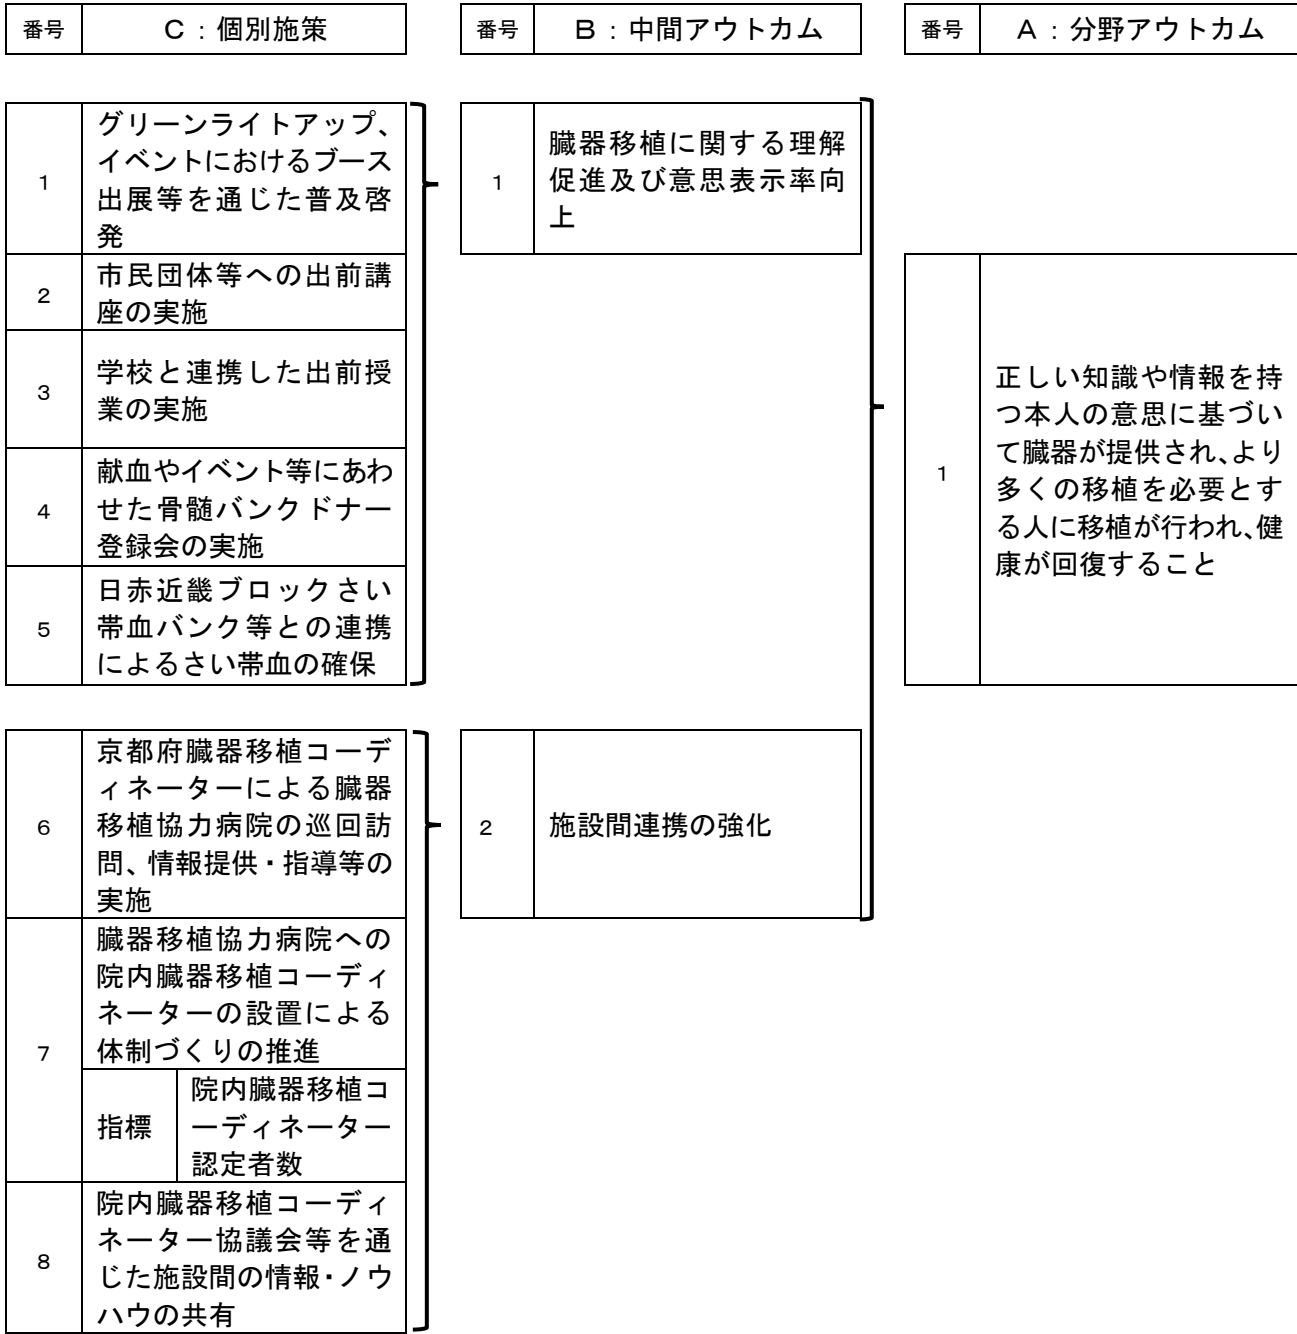 番号
C：個別施策
番号
B：中間アウトカム
番号
A：分野アウトカム
1
グリーンライトアップ、
イベントにおけるブース
出展等を通じた普及啓
発
2
市民団体等への出前講
座の実施
3
学校と連携した出前授
業の実施
4
献血やイベント等にあわ
せた骨髄バンクドナー
登録会の実施
5
日赤近畿ブロックさい
帯血バンク等との連携
によるさい帯血の確保
1
臓器移植に関する理解
促進及び意思表示率向
上
1
正しい知識や情報を持
つ本人の意思に基づい
て臓器が提供され、より
多くの移植を必要とす
る人に移植が行われ、健
康が回復すること
6
京都府臓器移植コーデ
ィネーターによる臓器
移植協力病院の巡回訪
問、情報提供・指導等の
実施
7
臓器移植協力病院への
院内臓器移植コーディ
ネーターの設置による
体制づくりの推進
指標
院内臓器移植コ
ーディネーター
認定者数
8
院内臓器移植コーディ
ネーター協議会等を通
じた施設間の情報・ノウ
ハウの共有
2
施設間連携の強化